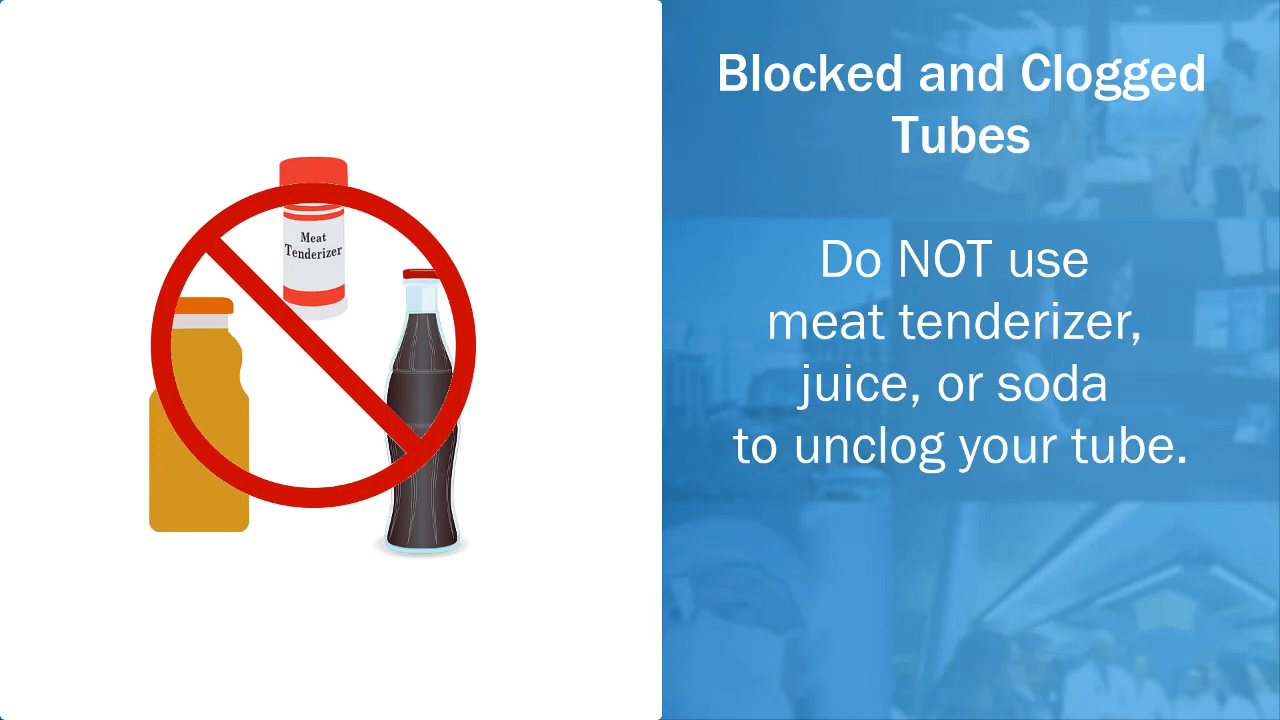 Meat
Tenderizer
Blocked and Clogged
Tubes
Do NOT use
meat tenderizer,
juice, or soda
to unclog your tube.